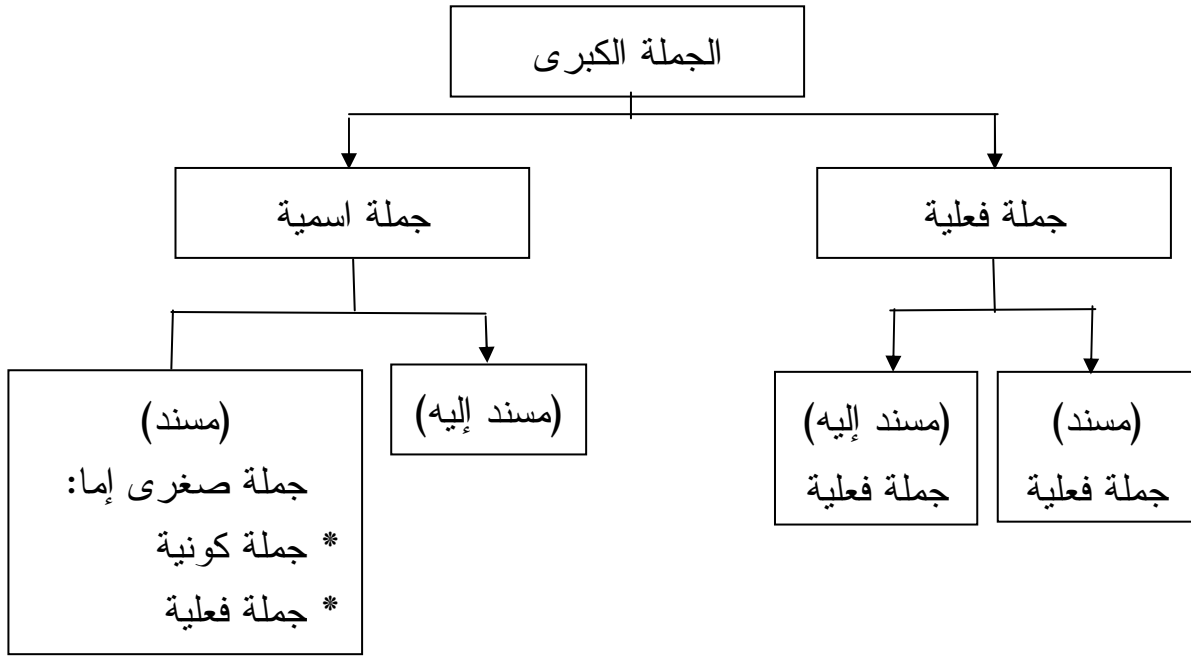 الجملة الكبرى
جملة فعلية
جملة اسمية
(مسند)
جملة فعلية
(مسند إليه)
جملة فعلية
(مسند إليه)
(مسند)
جملة صغرى إما:
* جملة كونية
* جملة فعلية